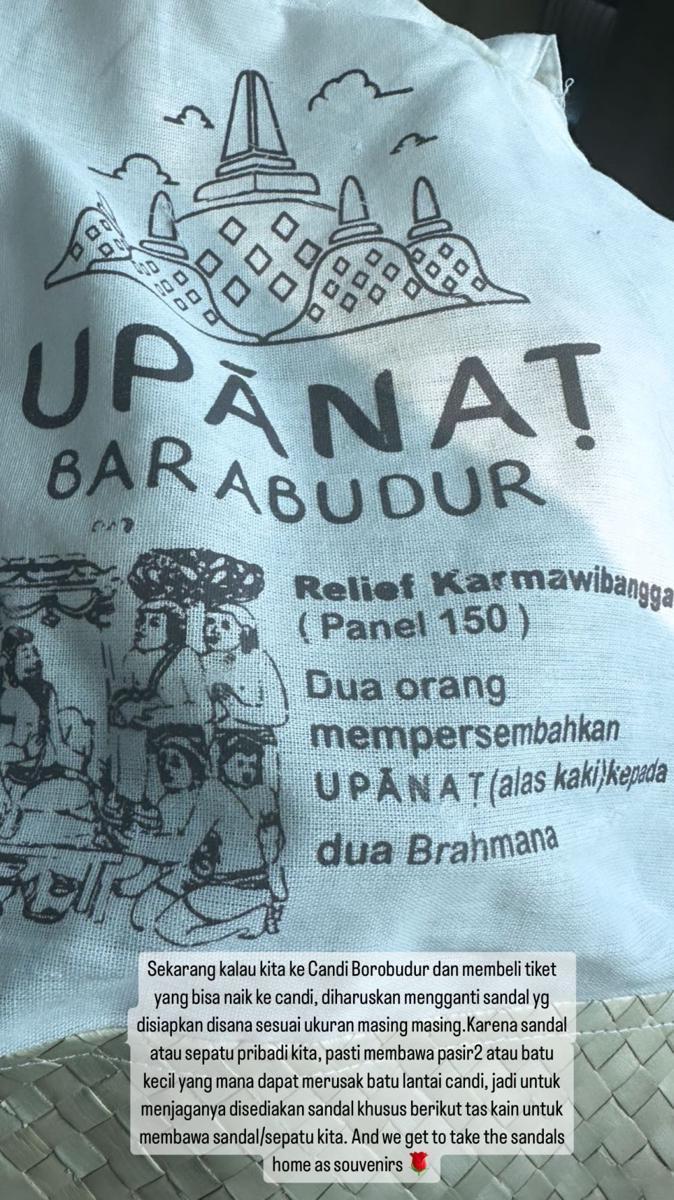 UPĀNAṬ
BARABUDUR
Relief Karmawibangga
( Panel 150 )
Dua orang
mempersembahkan
UPĀNAṬ (alas kaki)kepada
dua Brahmana
Sekarang kalau kita ke Candi Borobudur dan membeli tiket
yang bisa naik ke candi, diharuskan mengganti sandal yg
disiapkan disana sesuai ukuran masing masing.Karena sandal
atau sepatu pribadi kita, pasti membawa pasir2 atau batu
kecil yang mana dapat merusak batu lantai candi, jadi untuk
menjaganya disediakan sandal khusus berikut tas kain untuk
membawa sandal/sepatu kita. And we get to take the sandals
home as souvenirs 🌹